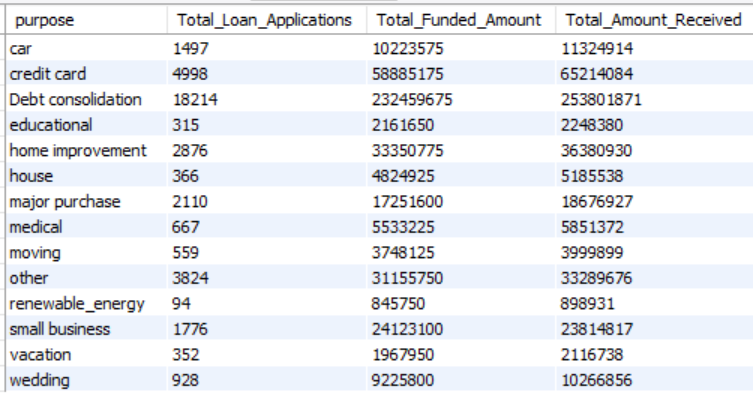 purpose Total_Loan_Applications Total_Funded_Amount Total_Amount_Received
car 1497 10223575 11324914
credit card 4998 58885175 65214084
Debt consolidation 18214 232459675 253801871
educational 315 2161650 2248380
home improvement 2876 33350775 36380930
house 366 4824925 5185538
major purchase 2110 17251600 18676927
medical 667 5533225 5851372
moving 559 3748125 3999899
other 3824 31155750 33289676
renewable_energy 94 845750 898931
small business 1776 24123100 23814817
vacation 352 1967950 2116738
wedding 928 9225800 10266856